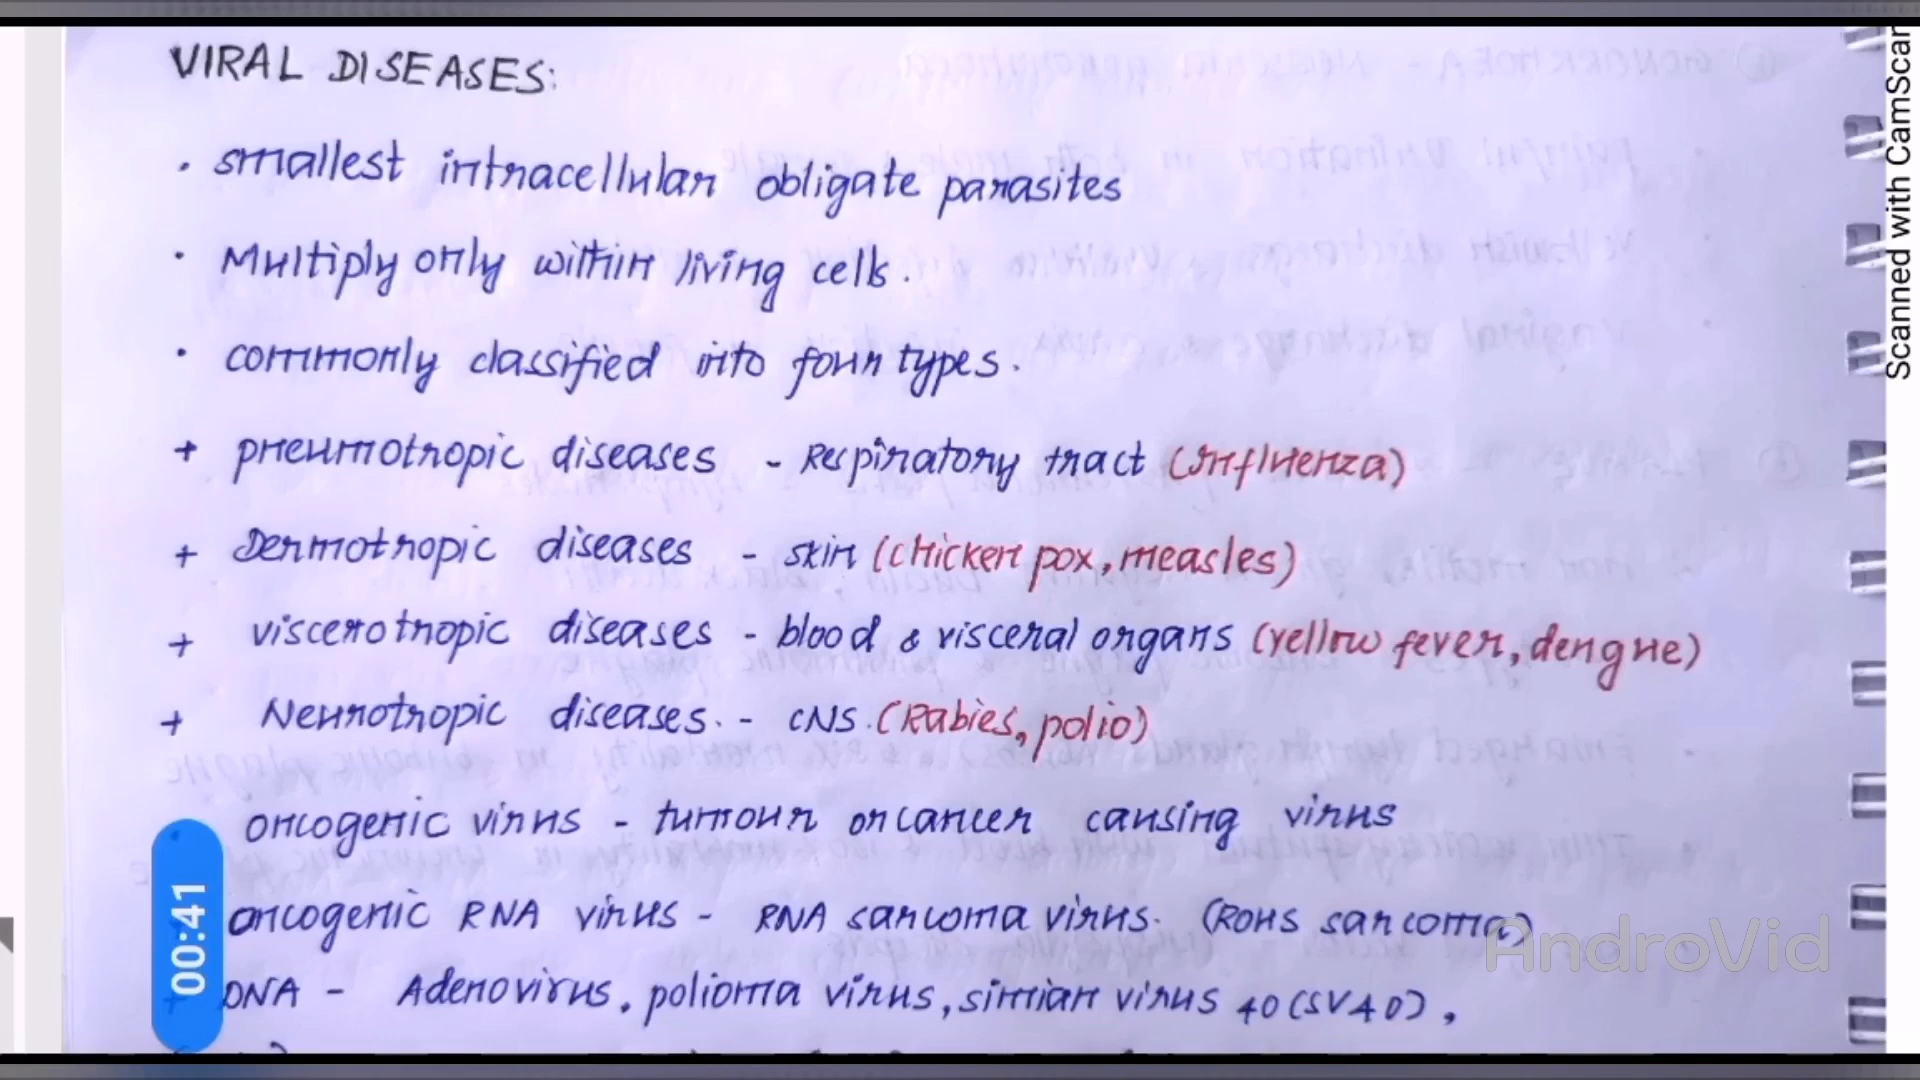 VIRAL DISEASES:
· smallest intracellular obligate parasites
· Multiply only within living cells.
· commonly classified into four types.
+ pneumotropic diseases - Respiratory tract (Influenza)
+ Dermotropic diseases - skin (chicken pox, measles)
+ viscerotropic diseases - blood & visceral organs (yellow fever, dengue)
+ Neurotropic diseases. - CNS. (Rabies, polio)
oncogenic virus - tumour or cancer causing virus
oncogenic RNA virus - RNA sarcoma virus. (Rous sarcoma)
+ DNA - Adenovirus, polioma virus, simian virus 40 (SV40),
00:41
AndroVid
Scanned with CamScan